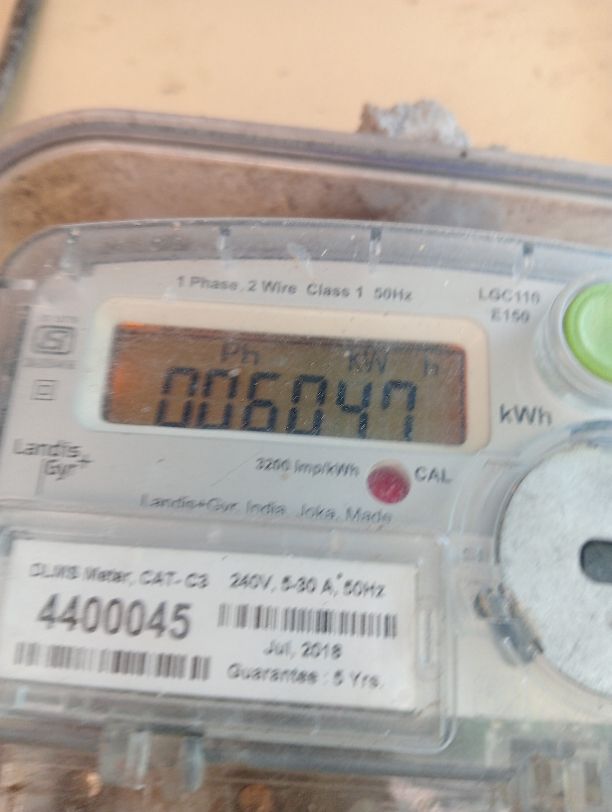 1 Phase, 2 Wire Class 1 50Hz
LGC110
E150
Ph kW h
006047
kWh
Landis
Gyr+
3200 imp/kWh
CAL
Landis+Gyr, India, Joka, Made
DLMS Meter, CAT- C3 240V, 5-30 A, 50Hz
4400045
Jul, 2018
Guarantee : 5 Yrs.